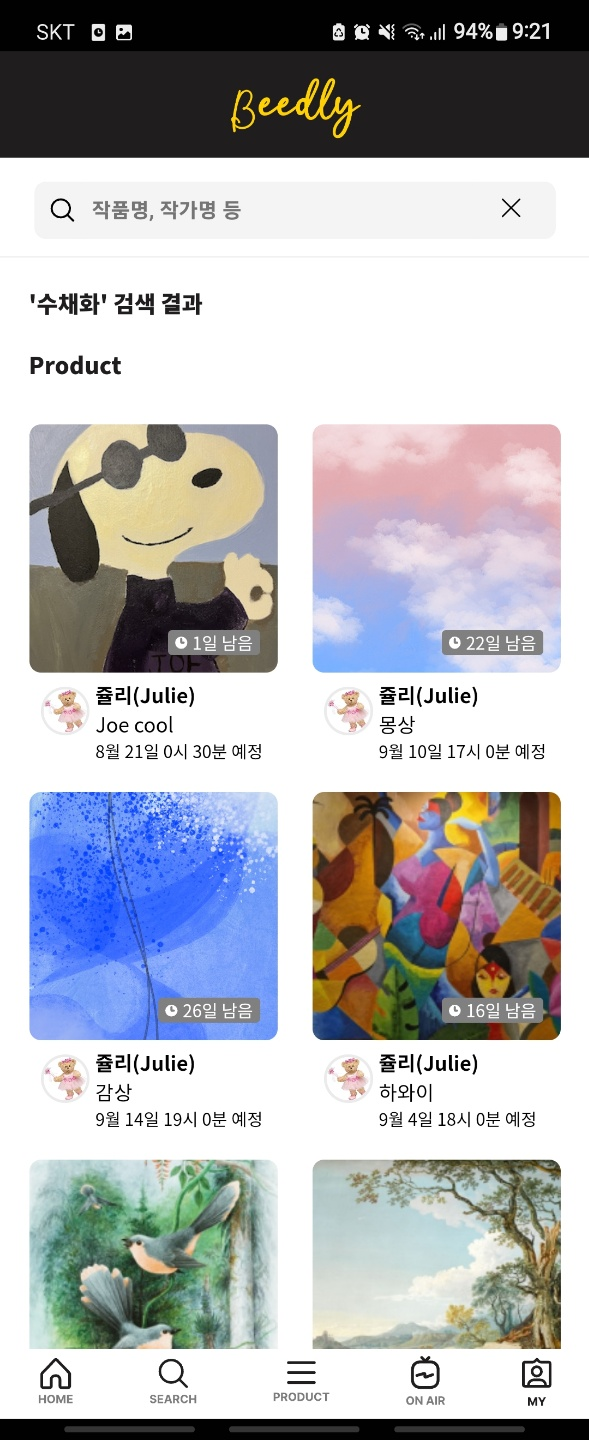 SKT 94% 9:21
Beedly
작품명, 작가명 등
'수채화' 검색 결과
Product
1일 남음
22일 남음
쥴리(Julie)
Joe cool
8월 21일 0시 30분 예정
쥴리(Julie)
몽상
9월 10일 17시 0분 예정
26일 남음
16일 남음
쥴리(Julie)
감상
9월 14일 19시 0분 예정
쥴리(Julie)
하와이
9월 4일 18시 0분 예정
HOME
SEARCH
PRODUCT
ON AIR
MY